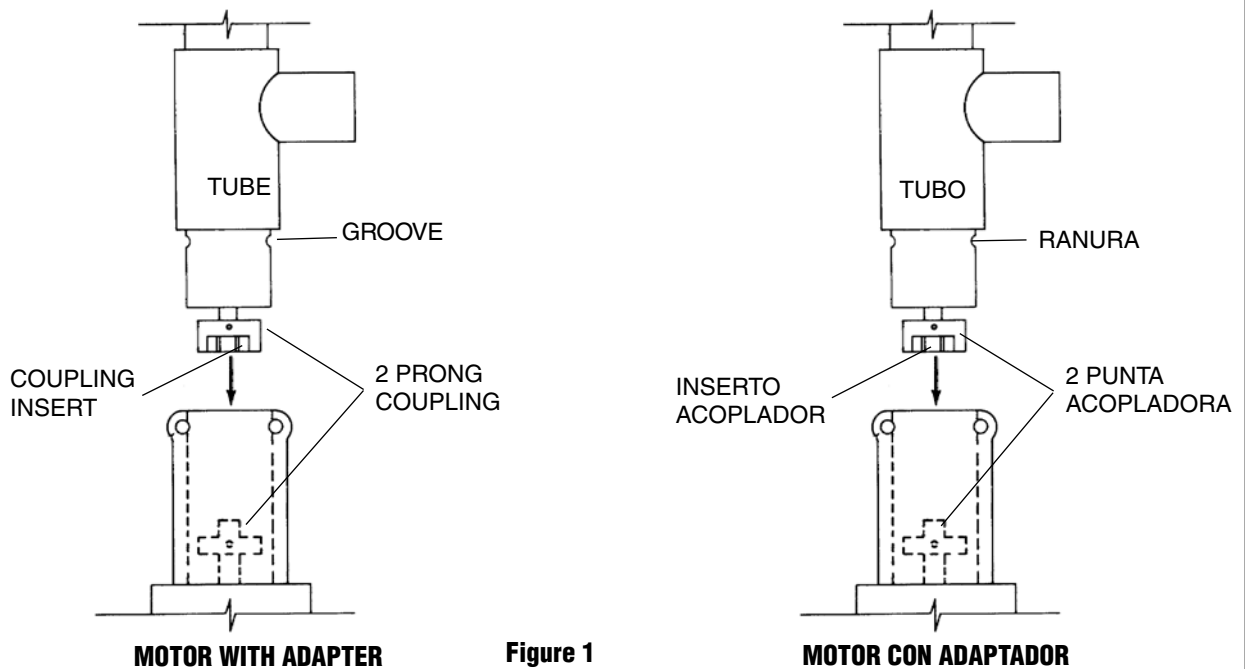 TUBE
GROOVE
COUPLING
INSERT
2 PRONG
COUPLING
MOTOR WITH ADAPTER
Figure 1
TUBO
RANURA
INSERTO
ACOPLADOR
2 PUNTA
ACOPLADORA
MOTOR CON ADAPTADOR